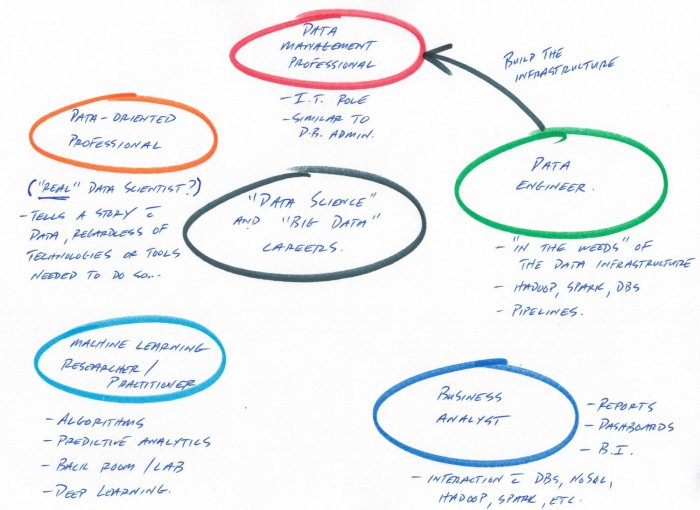 DATA
MANAGEMENT
PROFESSIONAL
- I.T. ROLE
- SIMILAR TO
D.B. ADMIN.
BUILD THE
INFRASTRUCTURE
DATA-ORIENTED
PROFESSIONAL
("REAL" DATA SCIENTIST?)
- TELLS A STORY C̄
DATA, REGARDLESS OF
TECHNOLOGIES OR TOOLS
NEEDED TO DO SO...
"DATA SCIENCE"
AND "BIG DATA"
CAREERS.
DATA
ENGINEER.
- "IN THE WEEDS" OF
THE DATA INFRASTRUCTURE
- HADOOP, SPARK, DBS
- PIPELINES.
MACHINE LEARNING
RESEARCHER/
PRACTITIONER
- ALGORITHMS
- PREDICTIVE ANALYTICS
- BACK ROOM/LAB
- DEEP LEARNING.
BUSINESS
ANALYST
- REPORTS
- DASHBOARDS
- B.I.
- INTERACTION C̄ DBS, NOSQL,
HADOOP, SPARK, ETC.